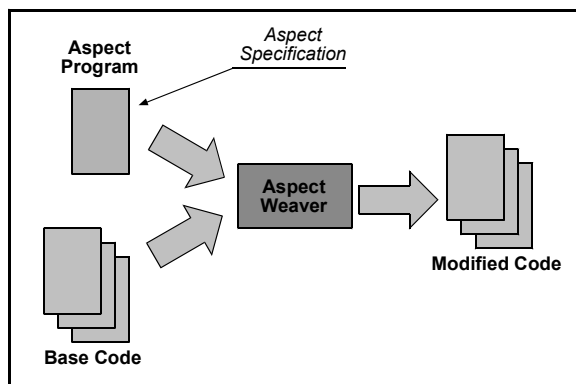 Aspect
Program
Aspect
Specification
Aspect
Weaver
Modified Code
Base Code